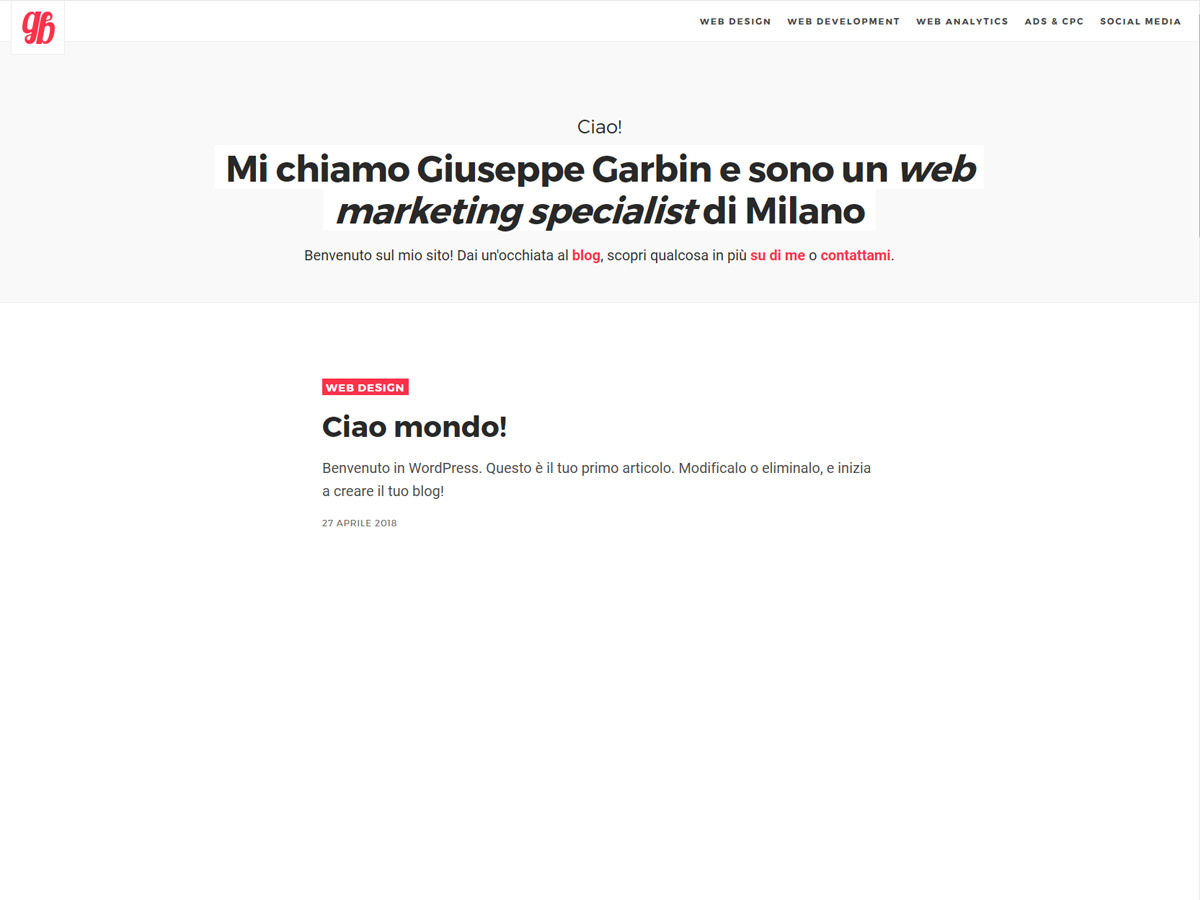 gb
WEB DESIGN WEB DEVELOPMENT WEB ANALYTICS ADS & CPC SOCIAL MEDIA
Ciao!
Mi chiamo Giuseppe Garbin e sono un web
marketing specialist di Milano
Benvenuto sul mio sito! Dai un'occhiata al blog, scopri qualcosa in più su di me o contattami.
WEB DESIGN
Ciao mondo!
Benvenuto in WordPress. Questo è il tuo primo articolo. Modificalo o eliminalo, e inizia
a creare il tuo blog!
27 APRILE 2018